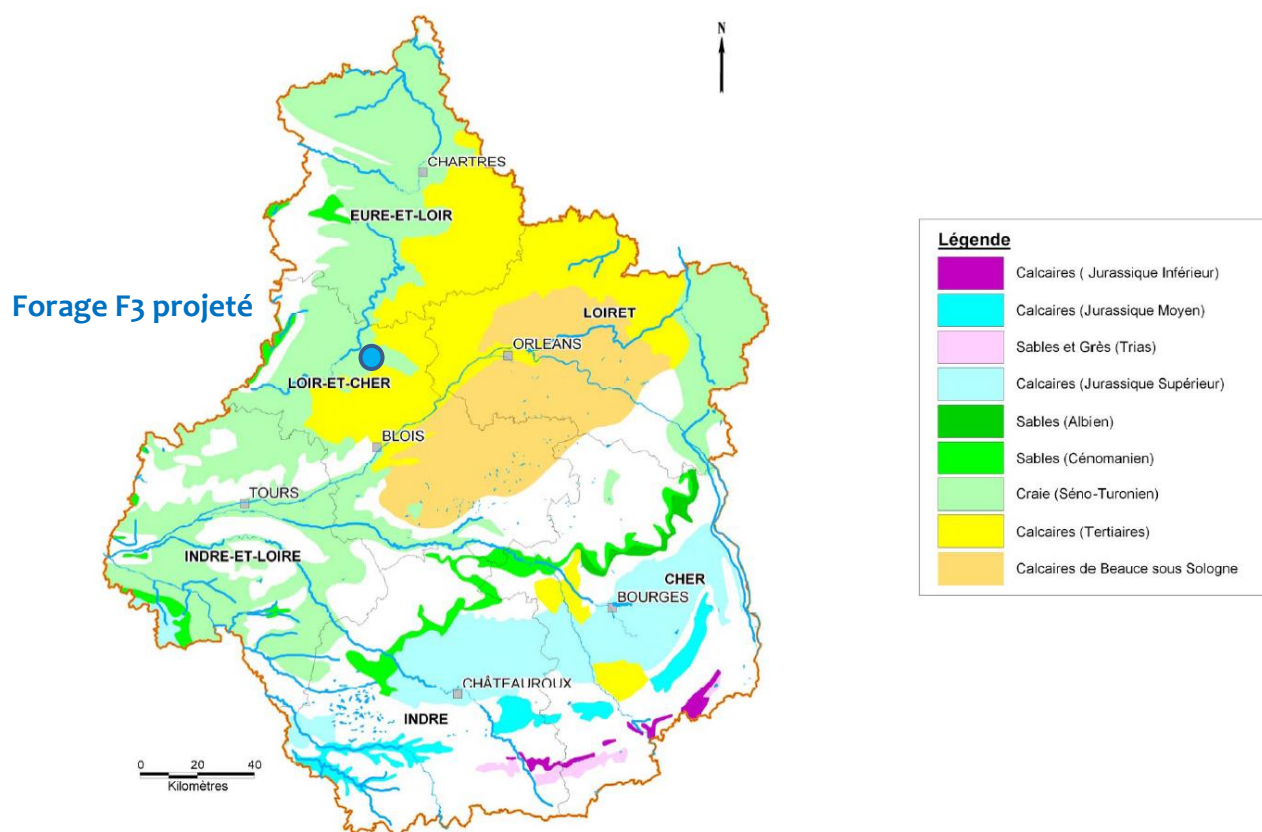 N
CHARTRES
EURE-ET-LOIR
Forage F3 projeté
LOIRET
ORLEANS
LOIR-ET-CHER
BLOIS
TOURS
INDRE-ET-LOIRE
CHER
BOURGES
CHÂTEAUROUX
INDRE
0 20 40
Kilomètres
Légende
Calcaires ( Jurassique Inférieur)
Calcaires (Jurassique Moyen)
Sables et Grès (Trias)
Calcaires (Jurassique Supérieur)
Sables (Albien)
Sables (Cénomanien)
Craie (Séno-Turonien)
Calcaires (Tertiaires)
Calcaires de Beauce sous Sologne